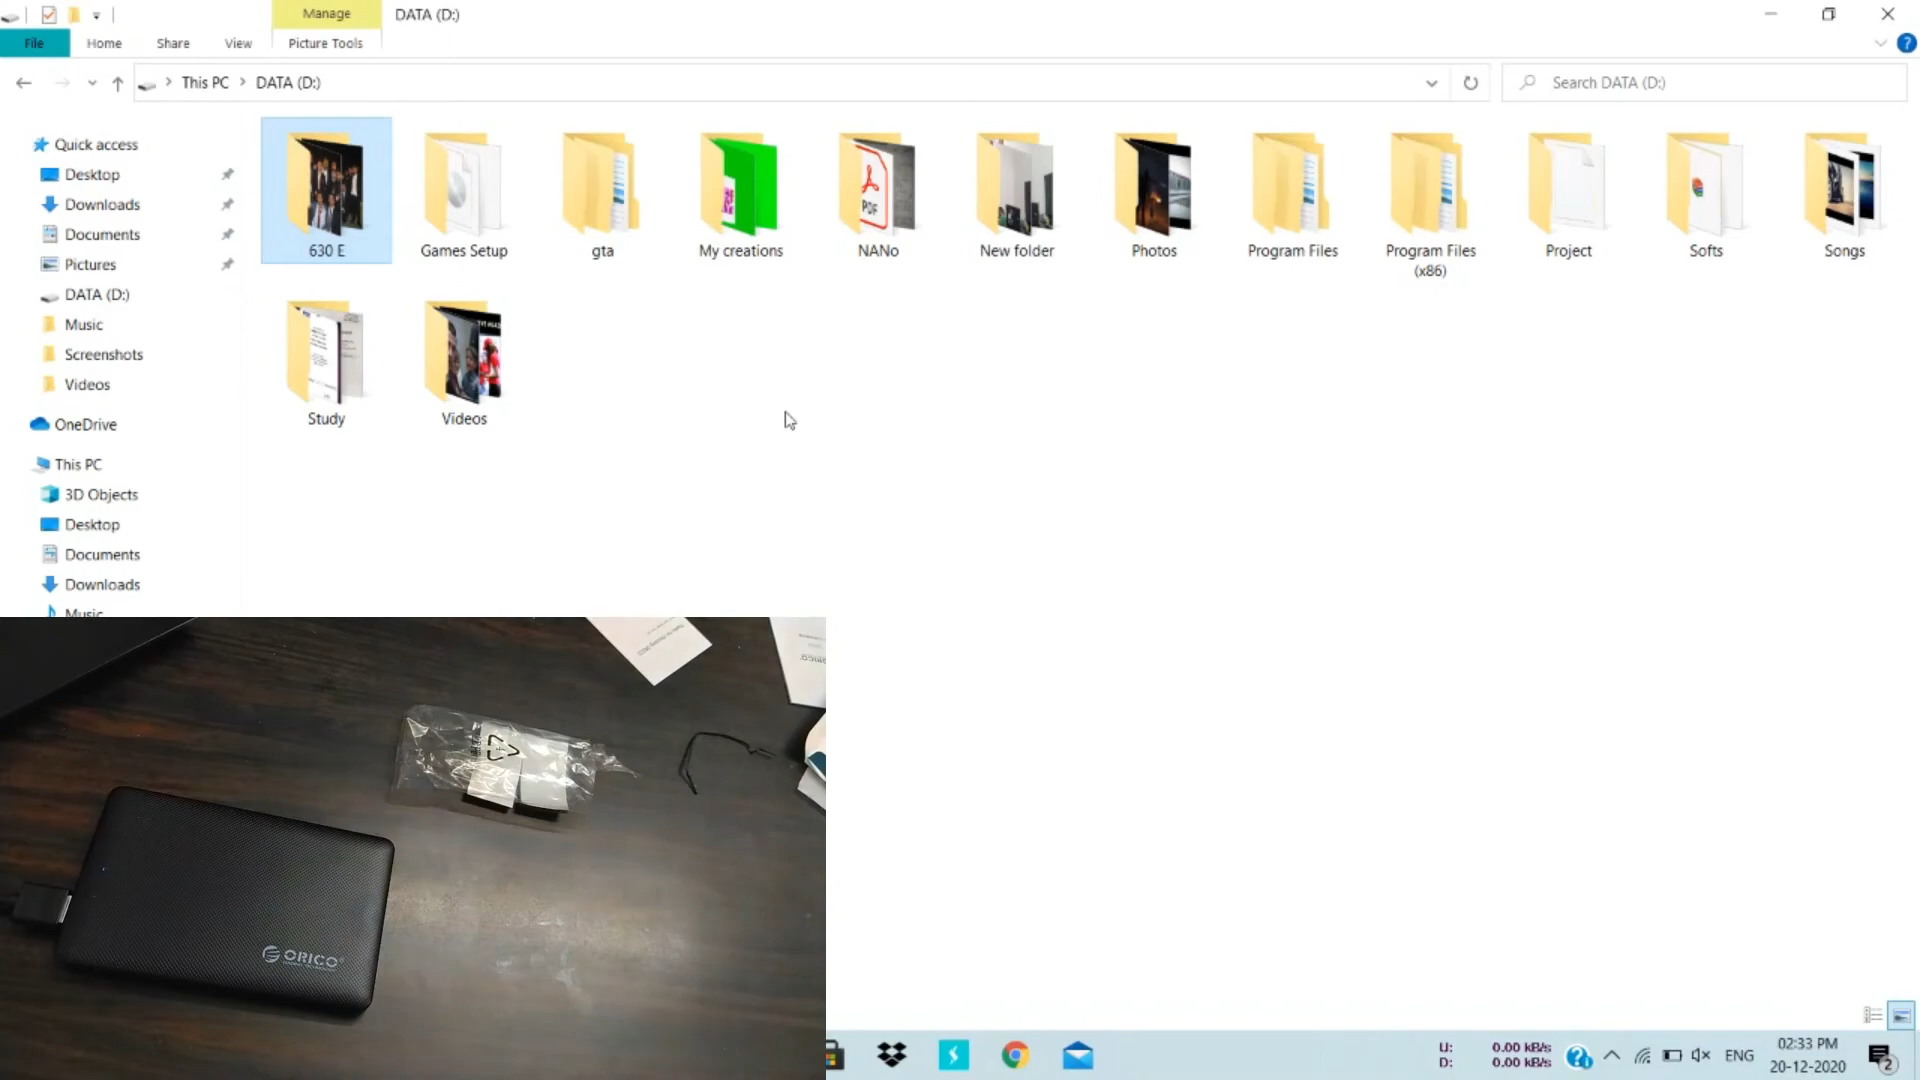 Manage
DATA (D:)
File
Home
Share
View
Picture Tools
This PC
DATA (D:)
Search DATA (D:)
Quick access
Desktop
Downloads
Documents
Pictures
DATA (D:)
Music
Screenshots
Videos
OneDrive
This PC
3D Objects
Desktop
Documents
Downloads
Music
630 E
Games Setup
gta
My creations
PDF
NANo
New folder
Photos
Program Files
Program Files
(x86)
Project
Softs
Songs
Study
Videos
ORICO
U: 0.00 kB/s
D: 0.00 kB/s
ENG
02:33 PM
20-12-2020
2